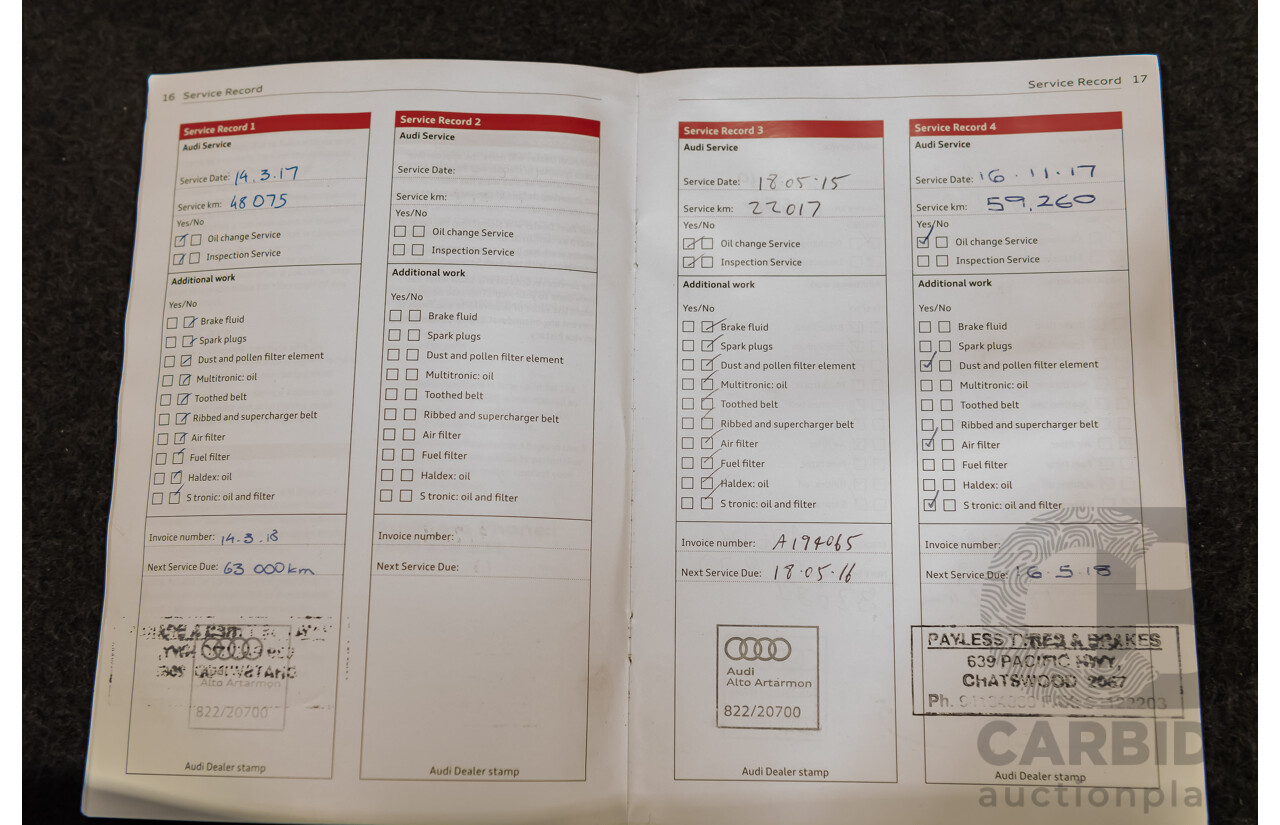 16 Service Record
Service Record 1
Audi Service
Service Date: 14.3.17
Service km: 48075
Yes/No
Oil change Service
Inspection Service
Additional work
Yes/No
Brake fluid
Spark plugs
Dust and pollen filter element
Multitronic: oil
Toothed belt
Ribbed and supercharger belt
Air filter
Fuel filter
Haldex: oil
S tronic: oil and filter
Invoice number: 14.3.18
Next Service Due: 63 000km
Alto Artarmon
822/20700
Audi Dealer stamp
Service Record 2
Audi Service
Service Date:
Service km:
Yes/No
Oil change Service
Inspection Service
Additional work
Yes/No
Brake fluid
Spark plugs
Dust and pollen filter element
Multitronic: oil
Toothed belt
Ribbed and supercharger belt
Air filter
Fuel filter
Haldex: oil
S tronic: oil and filter
Invoice number:
Next Service Due:
Audi Dealer stamp
Service Record 17
Service Record 3
Audi Service
Service Date: 18.05.15
Service km: 22017
Yes/No
Oil change Service
Inspection Service
Additional work
Yes/No
Brake fluid
Spark plugs
Dust and pollen filter element
Multitronic: oil
Toothed belt
Ribbed and supercharger belt
Air filter
Fuel filter
Haldex: oil
S tronic: oil and filter
Invoice number: A194065
Next Service Due: 18.05.16
Audi
Alto Artarmon
822/20700
Audi Dealer stamp
Service Record 4
Audi Service
Service Date: 16.11.17
Service km: 59,260
Yes/No
Oil change Service
Inspection Service
Additional work
Yes/No
Brake fluid
Spark plugs
Dust and pollen filter element
Multitronic: oil
Toothed belt
Ribbed and supercharger belt
Air filter
Fuel filter
Haldex: oil
S tronic: oil and filter
Invoice number:
Next Service Due: 16.5.18
PAYLESS TYRES & BRAKES
639 PACIFIC HWY,
CHATSWOOD 2067
Ph.
Audi Dealer stamp
CARBID
auctionpla